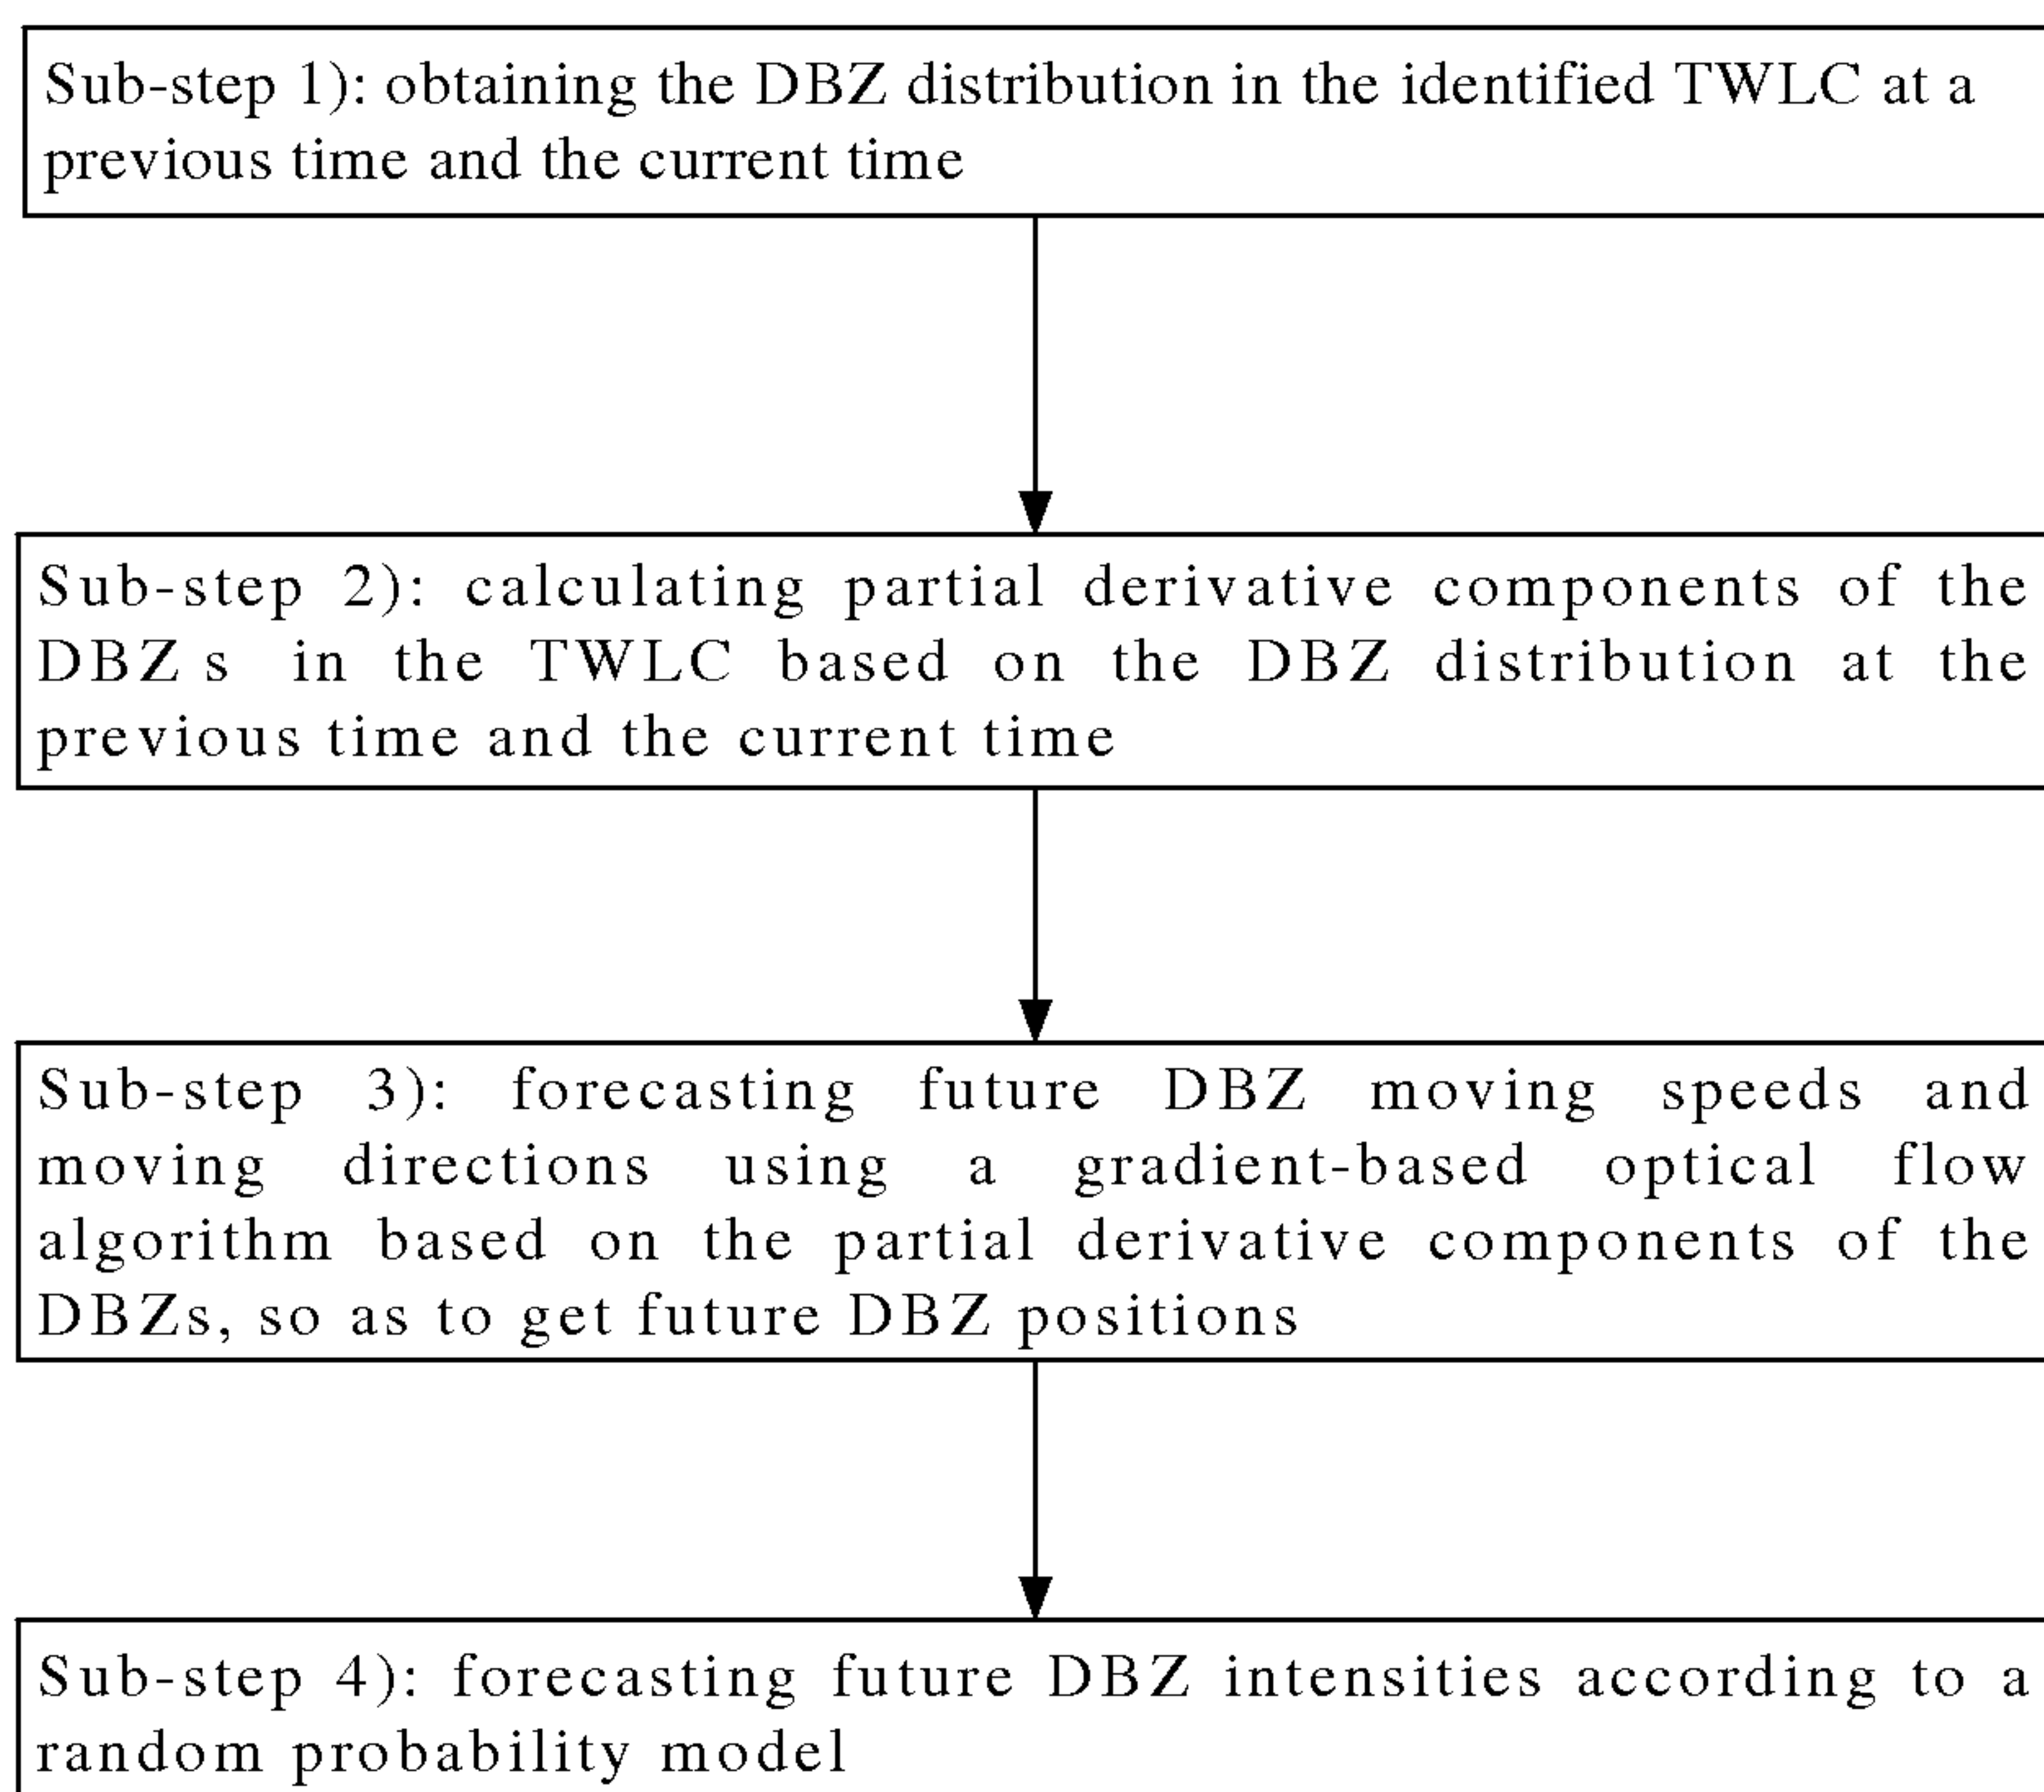 Sub-step 1): obtaining the DBZ distribution in the identified TWLC at a
previous time and the current time
Sub-step 2): calculating partial derivative components of the
DBZ s in the TWLC based on the DBZ distribution at the
previous time and the current time
Sub-step 3): forecasting future DBZ moving speeds and
moving directions using a gradient-based optical flow
algorithm based on the partial derivative components of the
DBZs, so as to get future DBZ positions
Sub-step 4): forecasting future DBZ intensities according to a
random probability model